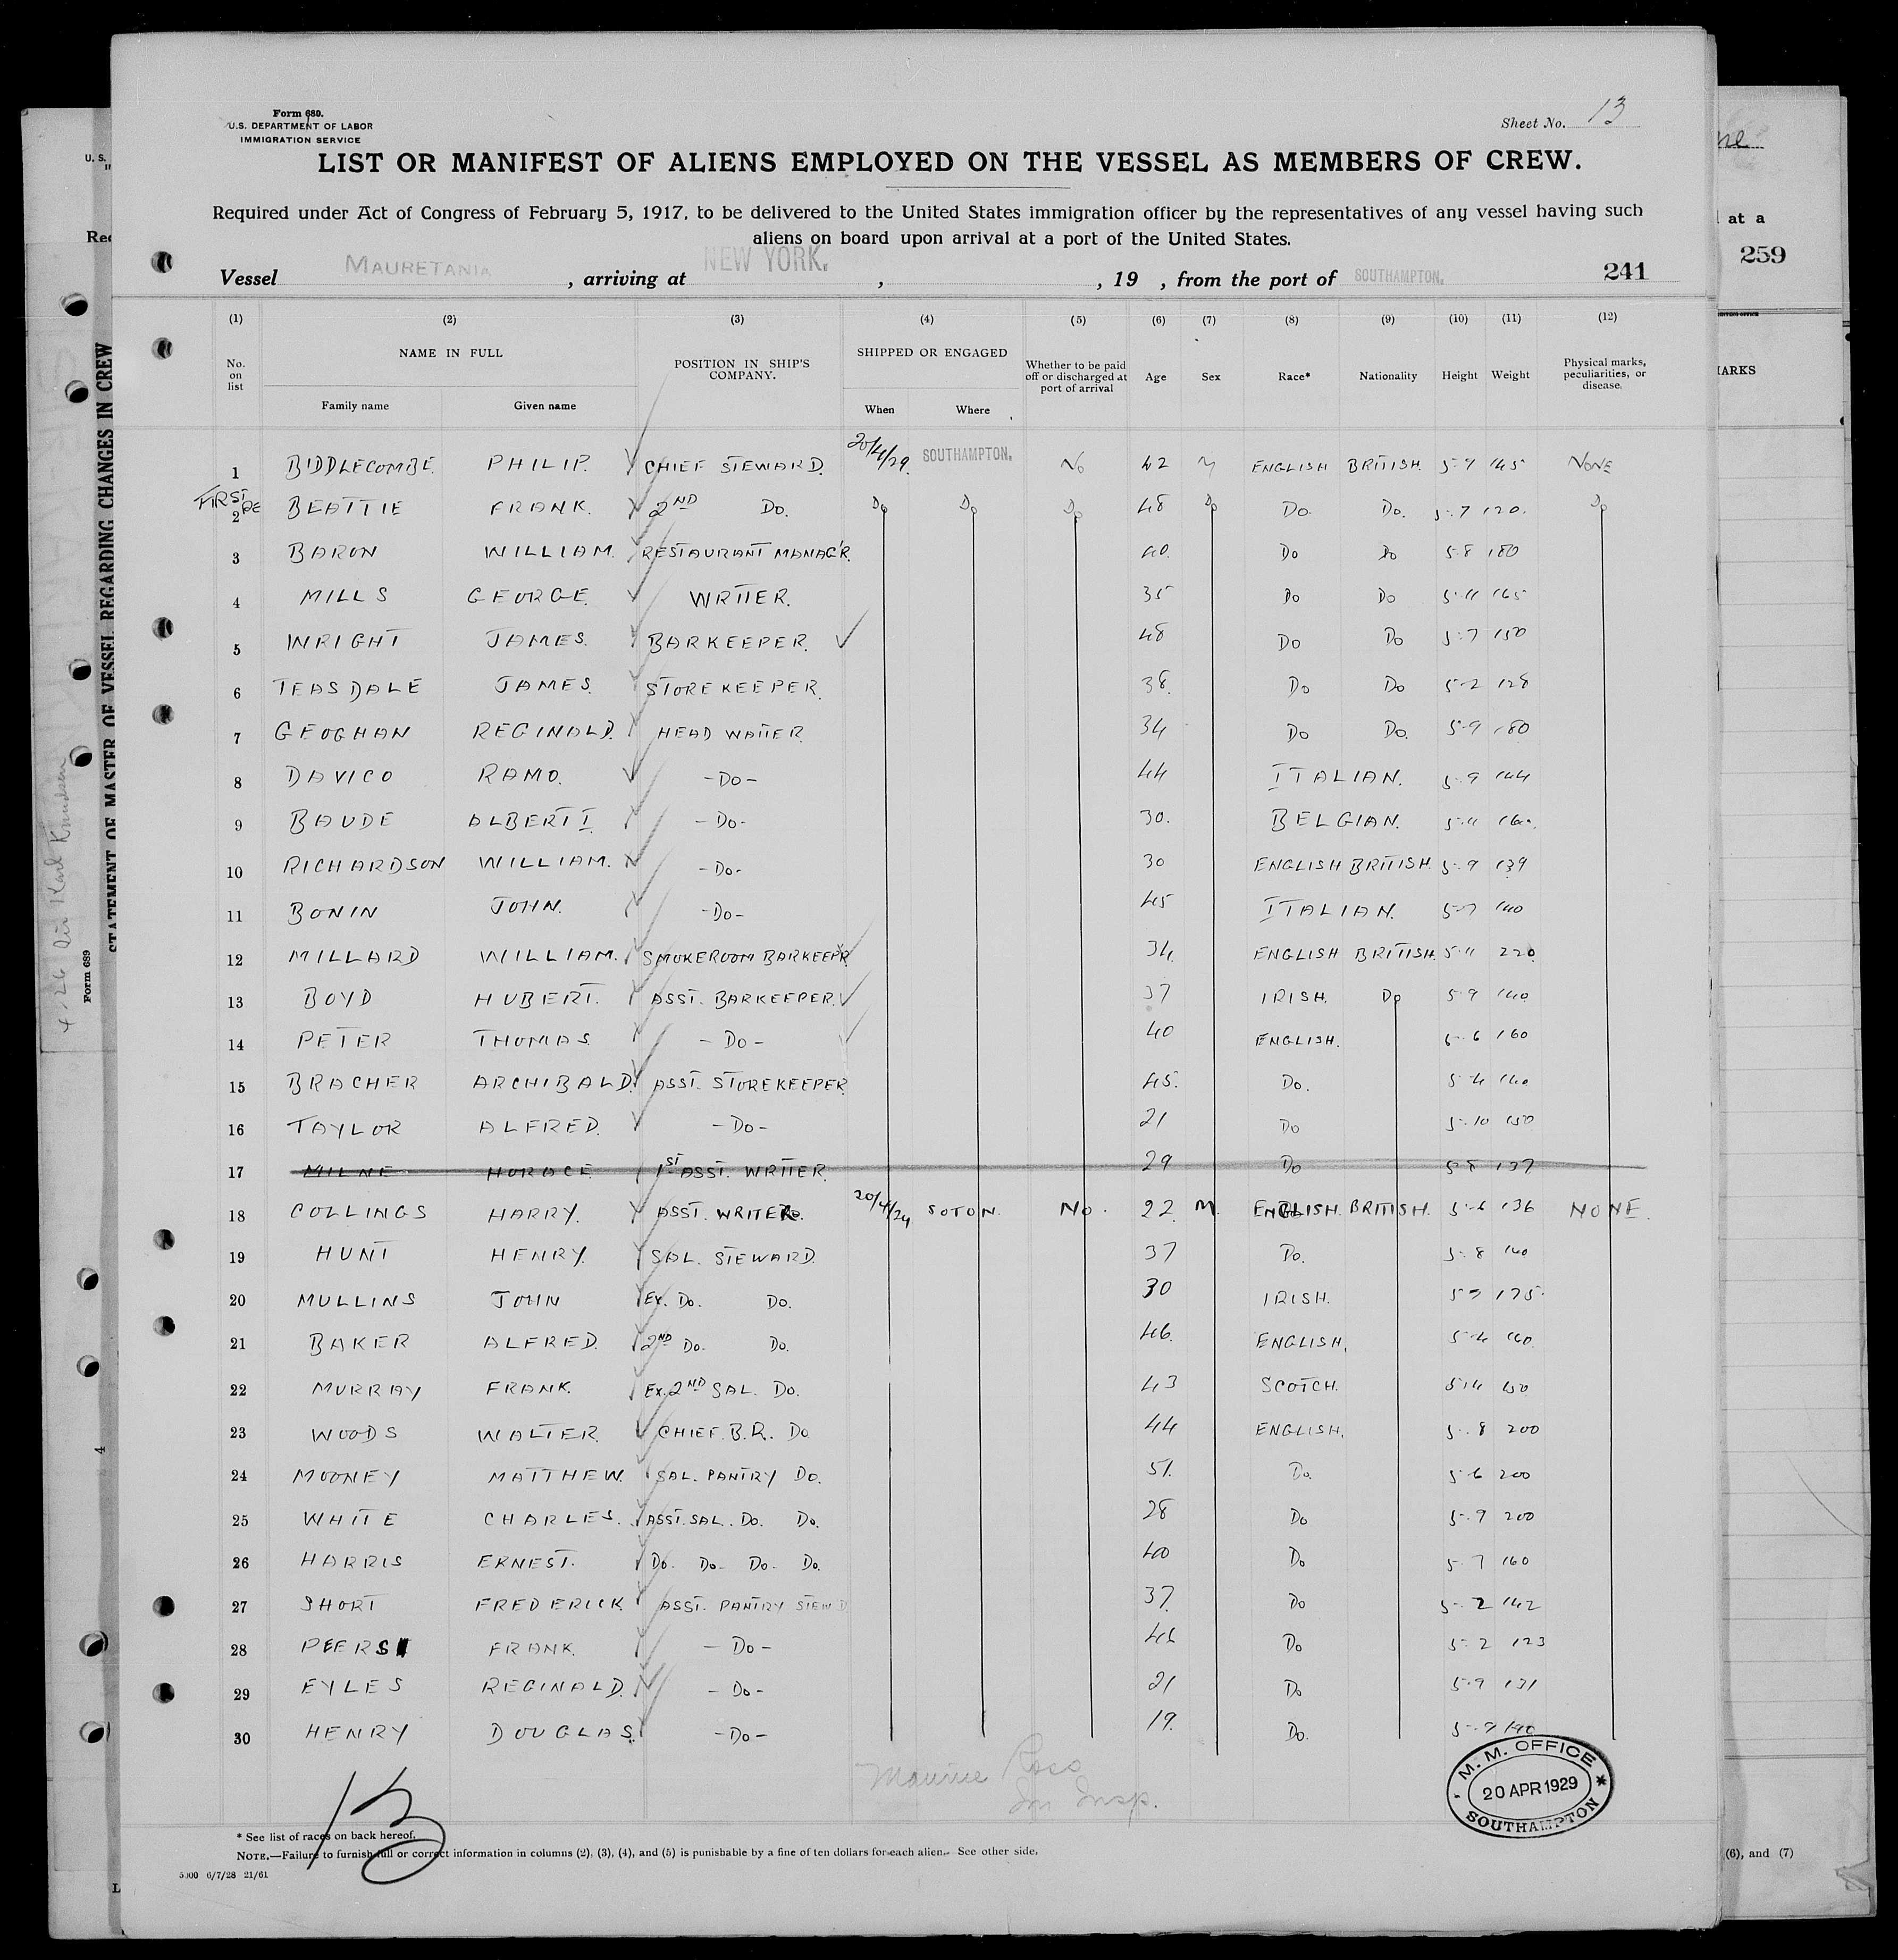 Form 680.
U.S. DEPARTMENT OF LABOR
IMMIGRATION SERVICE
Sheet No. 13
LIST OR MANIFEST OF ALIENS EMPLOYED ON THE VESSEL AS MEMBERS OF CREW.
Required under Act of Congress of February 5, 1917, to be delivered to the United States immigration officer by the representatives of any vessel having such
aliens on board upon arrival at a port of the United States.
Vessel MAURETANIA , arriving at NEW YORK. , , 19 , from the port of SOUTHAMPTON. 241
(1) (2) (3) (4) (5) (6) (7) (8) (9) (10) (11) (12)
No. on list NAME IN FULL Family name Given name POSITION IN SHIP'S COMPANY. SHIPPED OR ENGAGED When Where Whether to be paid off or discharged at port of arrival Age Sex Race* Nationality Height Weight Physical marks, peculiarities, or disease.
1 BIDDLECOMBE. PHILIP. CHIEF STEWARD. 20/4/29. SOUTHAMPTON. No 42 M ENGLISH BRITISH. 5-9 145 NONE
2 BEATTIE FRANK. 2ND Do. Do Do Do 48 Do Do. Do. 5-7 120. Do
3 BARON WILLIAM. RESTAURANT MANAG'R. 40. Do Do 5-8 180
4 MILLS GEORGE. WRITER. 35 Do Do 5-11 165
5 WRIGHT JAMES. BARKEEPER. 48 Do Do 5-7 150
6 TEASDALE JAMES. STOREKEEPER. 38. Do Do 5-2 128
7 GEOGHAN REGINALD. HEAD WAITER 34 Do Do. 5-9 180
8 DAVICO RAMO. -Do- 44 ITALIAN. 5-9 144
9 BAUDE ALBERT I. -Do- 30. BELGIAN. 5-11 160.
10 RICHARDSON WILLIAM. -Do- 30 ENGLISH BRITISH. 5-9 139
11 BONIN JOHN. -Do- 45 ITALIAN. 5-7 140
12 MILLARD WILLIAM. SMOKEROOM BARKEEPR. 34. ENGLISH BRITISH. 5-11 220.
13 BOYD HUBERT. ASST. BARKEEPER. 37 IRISH. Do 5-9 140
14 PETER THOMAS -Do- 40 ENGLISH. 5-6 160
15 BRACHER ARCHIBALD. ASST. STOREKEEPER. 45. Do. 5-4 140
16 TAYLOR ALFRED. -Do- 21 Do 5-10 150
17 MILNE HORACE 1ST ASST. WRITER. 29 Do 5-8 137
18 COLLINGS HARRY. ASST. WRITER. 20/4/29 SOTON. No. 22. M. ENGLISH. BRITISH. 5-6 136 NONE.
19 HUNT HENRY. SAL. STEWARD. 37 Do. 5-8 140
20 MULLINS JOHN Ex. Do. Do. 30 IRISH. 5-7 175.
21 BAKER ALFRED. 2ND Do. Do. 46. ENGLISH. 5-4 160.
22 MURRAY FRANK. Ex. 2ND SAL. Do. 43 SCOTCH. 150
23 WOODS WALTER. CHIEF. B.R. Do 44 ENGLISH. 5-8 200
24 MOONEY MATTHEW. SAL. PANTRY Do. 51. Do. 5-6 200
25 WHITE CHARLES. ASST. SAL. Do. Do. 28 Do 5-9 200
26 HARRIS ERNEST. Do. Do. Do. Do. 40 Do 5-7 160
27 SHORT FREDERICK. ASST. PANTRY STEWD 37. Do 5-2 142
28 PEERS FRANK. -Do- 46 Do 5-2 123
29 EYLES REGINALD. -Do- 21 Do 5-9 131
30 HENRY DOUGLAS. -Do- 19. Do. 5-9 140
Insp.
M. M. OFFICE
20 APR 1929
SOUTHAMPTON
13
* See list of races on back hereof.
NOTE.—Failure to furnish full or correct information in columns (2), (3), (4), and (5) is punishable by a fine of ten dollars for each alien. See other side.
5000 6/7/28 21/61
STATEMENT OF MASTER OF VESSEL REGARDING CHANGES IN CREW
Form 689
4
U. S.
at a
259
(6), and (7)